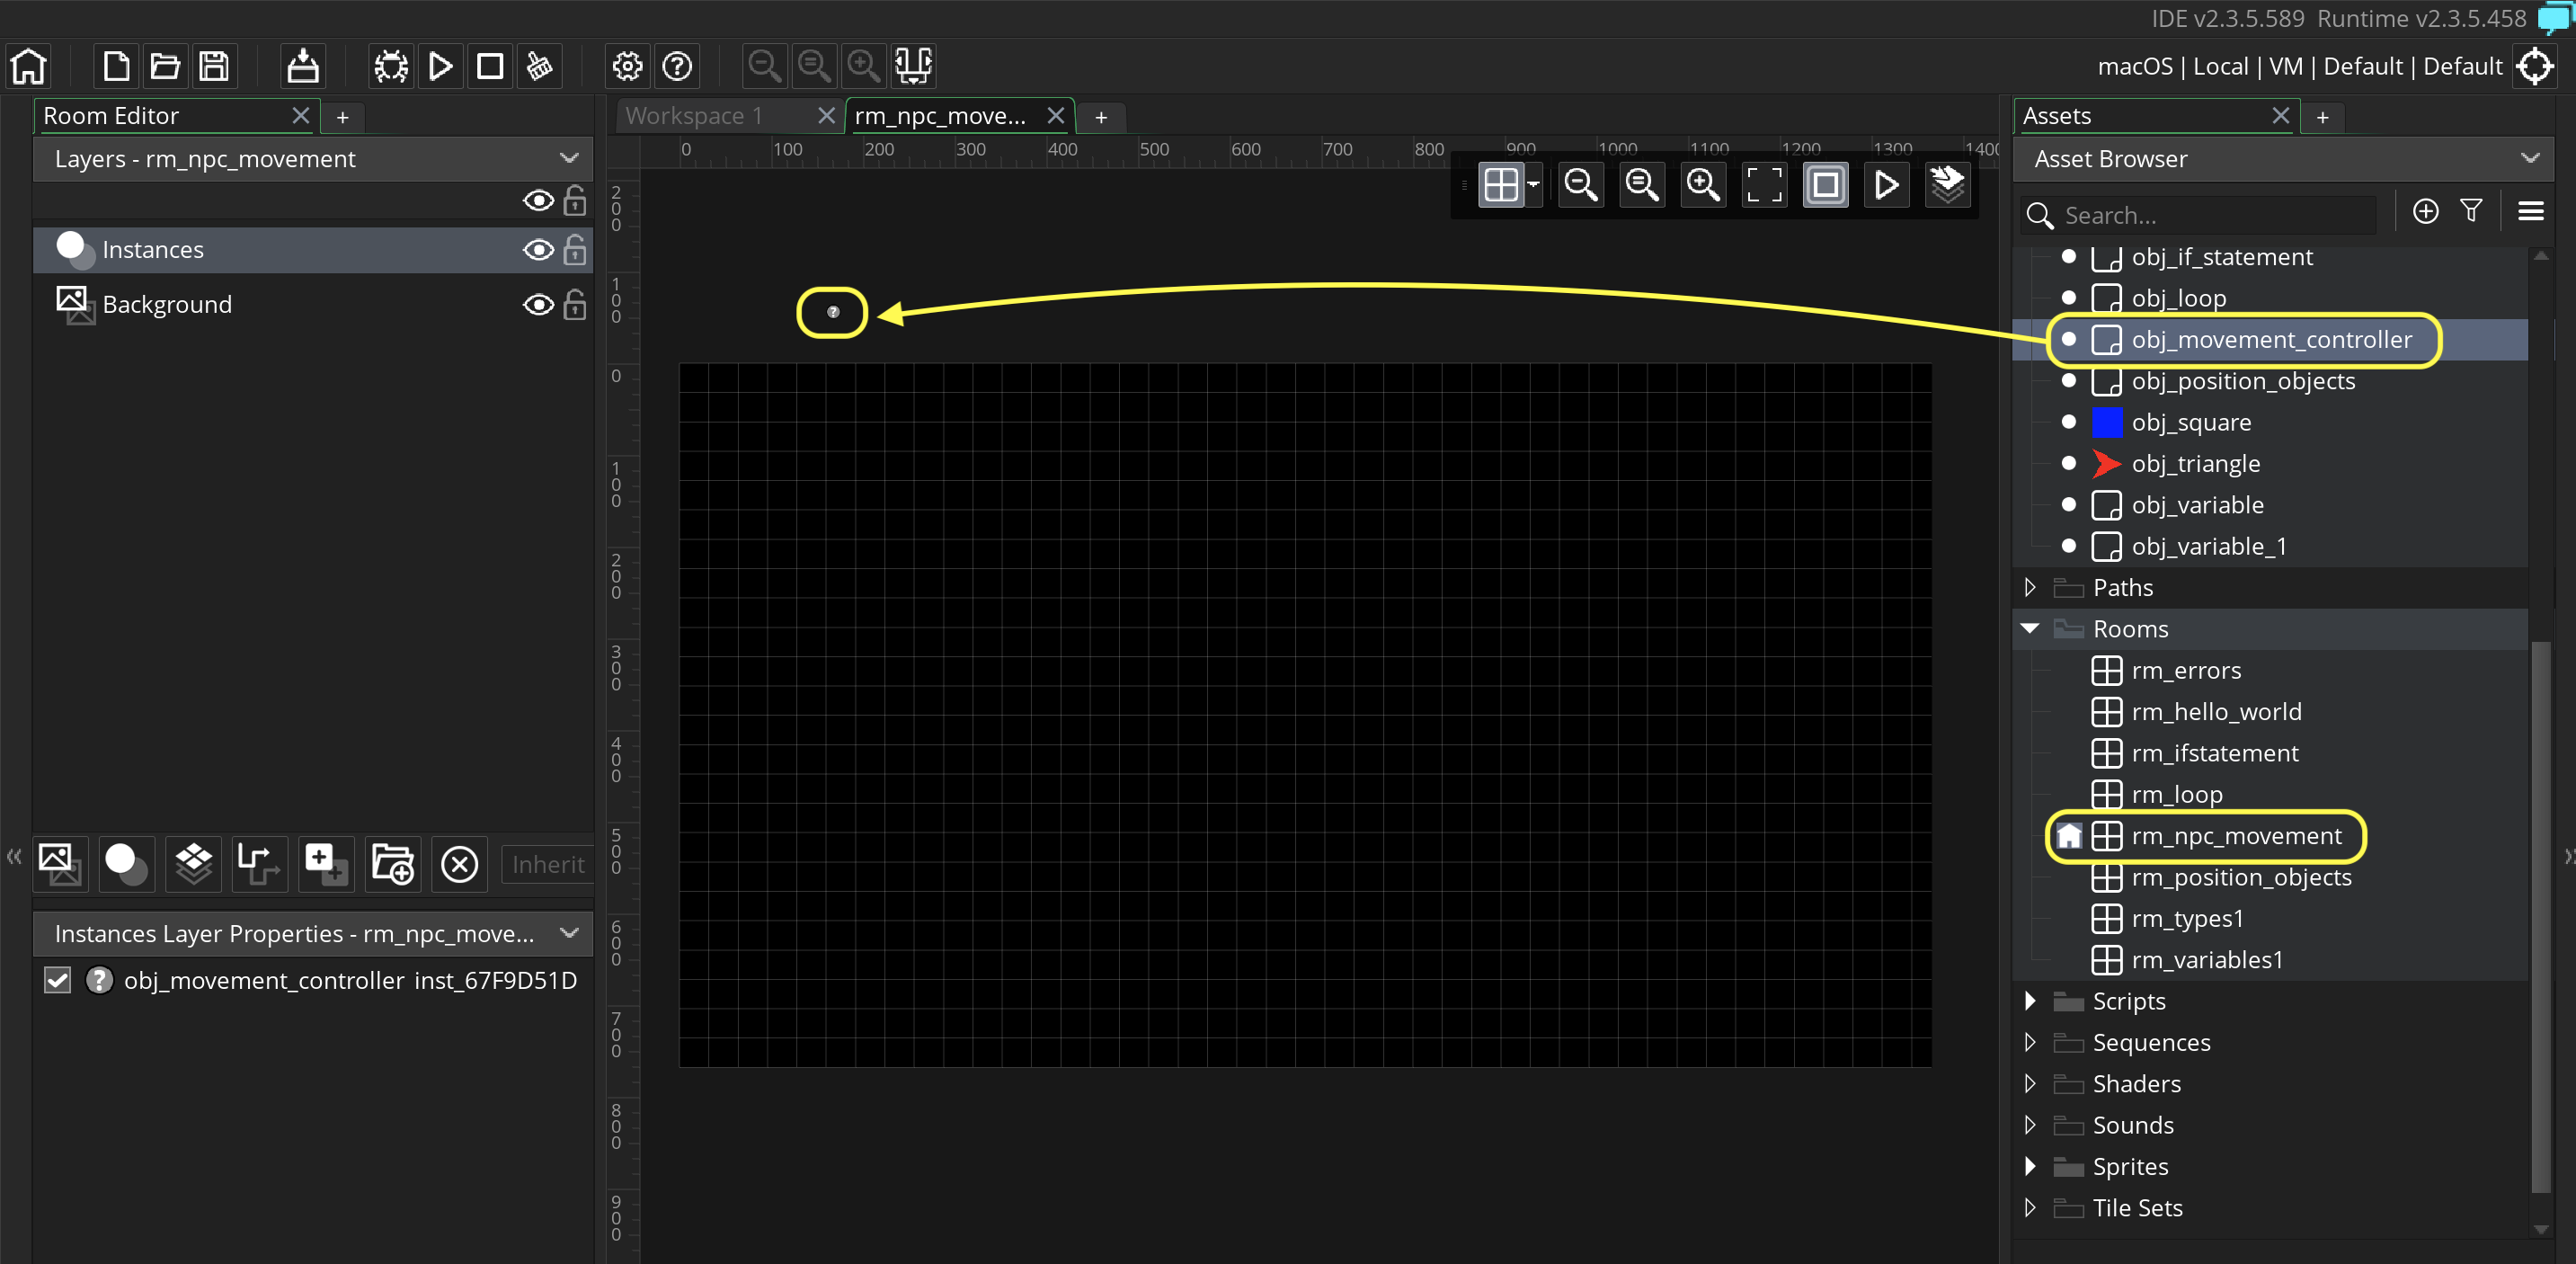 IDE v2.3.5.589 Runtime v2.3.5.458
macOS | Local | VM | Default | Default
Room Editor
+
Layers - rm_npc_movement
Instances
Background
Inherit
Instances Layer Properties - rm_npc_move...
? obj_movement_controller inst_67F9D51D
Workspace 1
rm_npc_move...
+
0 100 200 300 400 500 600 700 800 900 1000 1100 1200 1300 1400
200
100
0
100
200
300
400
500
600
700
800
900
?
Assets
+
Asset Browser
Search...
obj_if_statement
obj_loop
obj_movement_controller
obj_position_objects
obj_square
obj_triangle
obj_variable
obj_variable_1
Paths
Rooms
rm_errors
rm_hello_world
rm_ifstatement
rm_loop
rm_npc_movement
rm_position_objects
rm_types1
rm_variables1
Scripts
Sequences
Shaders
Sounds
Sprites
Tile Sets